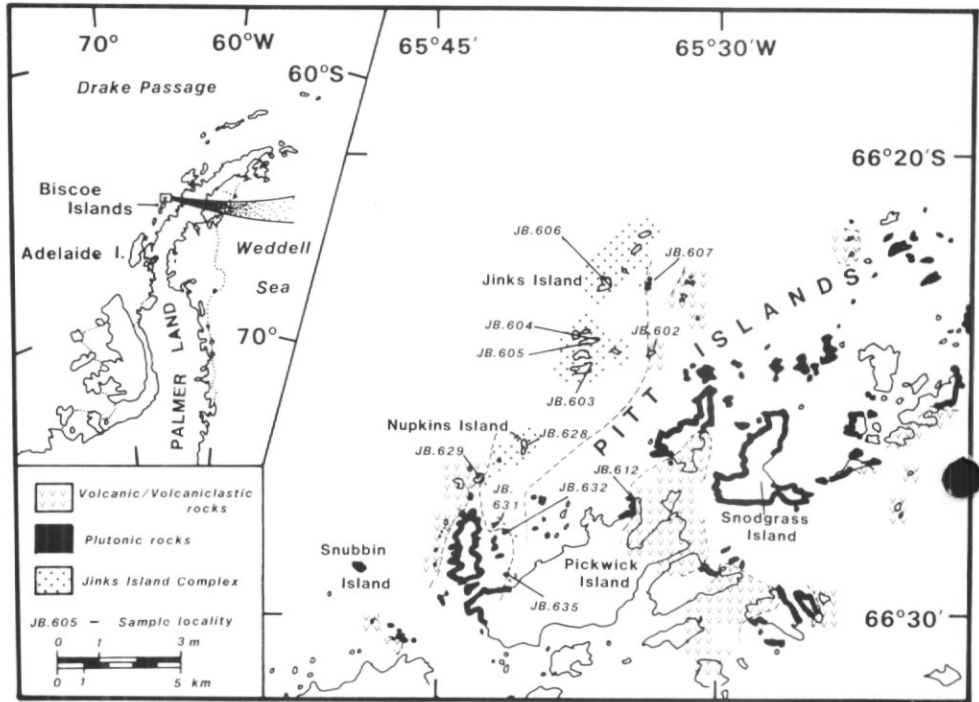 70°
60°W
60°S
Drake Passage
Biscoe
Islands
Adelaide I.
Weddell
Sea
70°
PALMER LAND
Volcanic/Volcaniclastic
rocks
Plutonic rocks
Jinks Island Complex
JB.605 – Sample locality
0 1 3 m
0 1 5 km
65°45′
65°30′W
66°20′S
JB.606
JB.607
Jinks Island
JB.604
JB.602
JB.605
JB.603
PITT ISLANDS
Nupkins Island
JB.628
JB.629
JB.612
JB.
631
JB.632
Snodgrass
Island
Snubbin
Island
Pickwick
Island
JB.635
66°30′